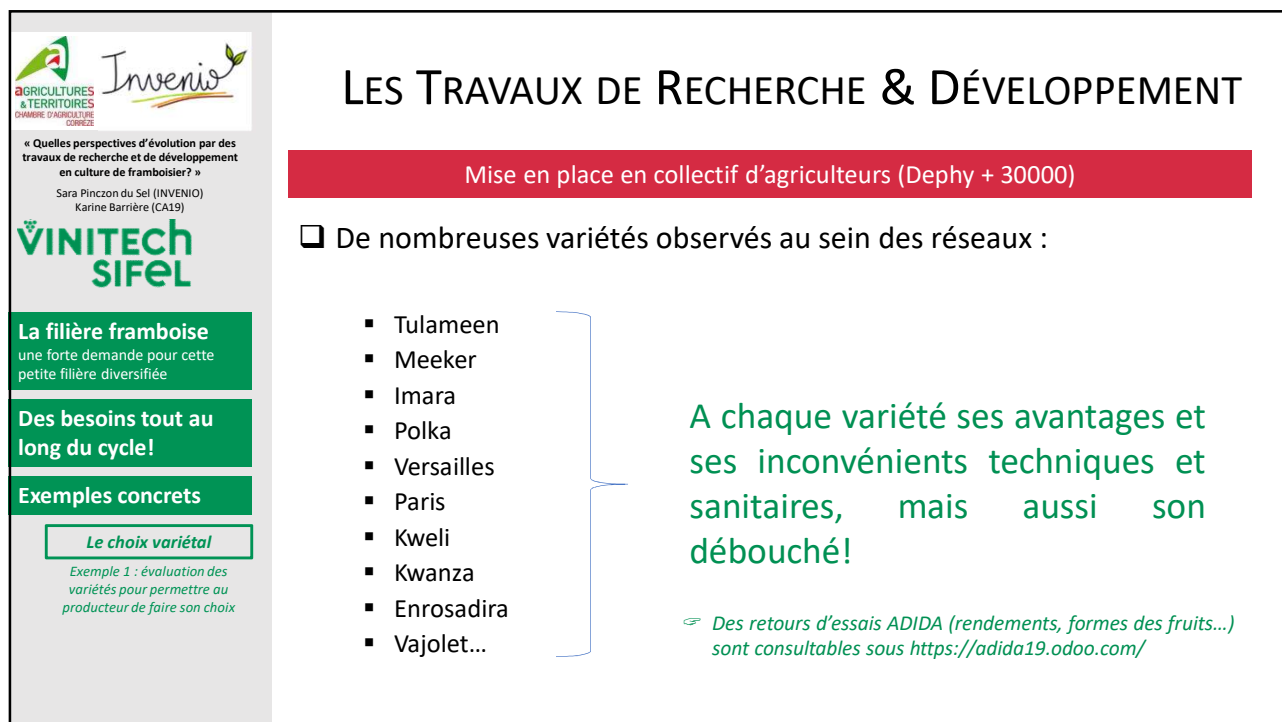 aGRICULTURES
& TERRITOIRES
CHAMBRE D'AGRICULTURE
CORRÈZE
Invenio
« Quelles perspectives d'évolution par des
travaux de recherche et de développement
en culture de framboisier? »
Sara Pinczon du Sel (INVENIO)
Karine Barrière (CA19)
VINITECh
SIFEL
La filière framboise
une forte demande pour cette
petite filière diversifiée
Des besoins tout au
long du cycle!
Exemples concrets
Le choix variétal
Exemple 1 : évaluation des
variétés pour permettre au
producteur de faire son choix
LES TRAVAUX DE RECHERCHE & DÉVELOPPEMENT
Mise en place en collectif d'agriculteurs (Dephy + 30000)
❑ De nombreuses variétés observés au sein des réseaux :
▪ Tulameen
▪ Meeker
▪ Imara
▪ Polka
▪ Versailles
▪ Paris
▪ Kweli
▪ Kwanza
▪ Enrosadira
▪ Vajolet…
A chaque variété ses avantages et
ses inconvénients techniques et
sanitaires, mais aussi son
débouché!
☞ Des retours d'essais ADIDA (rendements, formes des fruits…)
sont consultables sous https://adida19.odoo.com/